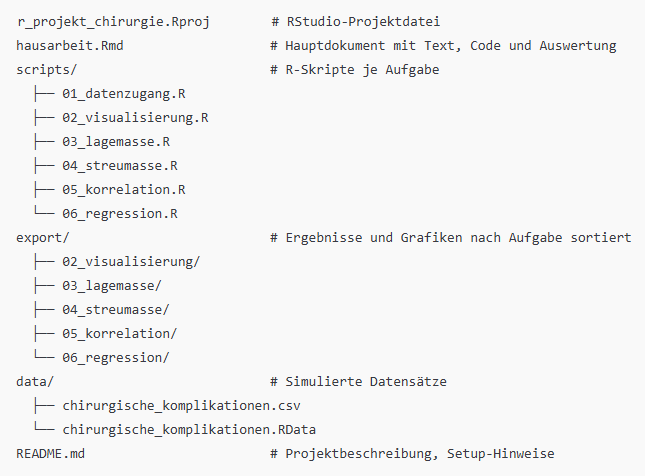 r_projekt_chirurgie.Rproj        # RStudio-Projektdatei
hausarbeit.Rmd                   # Hauptdokument mit Text, Code und Auswertung
scripts/                         # R-Skripte je Aufgabe
  ├── 01_datenzugang.R
  ├── 02_visualisierung.R
  ├── 03_lagemasse.R
  ├── 04_streumasse.R
  ├── 05_korrelation.R
  └── 06_regression.R
export/                          # Ergebnisse und Grafiken nach Aufgabe sortiert
  ├── 02_visualisierung/
  ├── 03_lagemasse/
  ├── 04_streumasse/
  ├── 05_korrelation/
  └── 06_regression/
data/                            # Simulierte Datensätze
  ├── chirurgische_komplikationen.csv
  └── chirurgische_komplikationen.RData
README.md                        # Projektbeschreibung, Setup-Hinweise